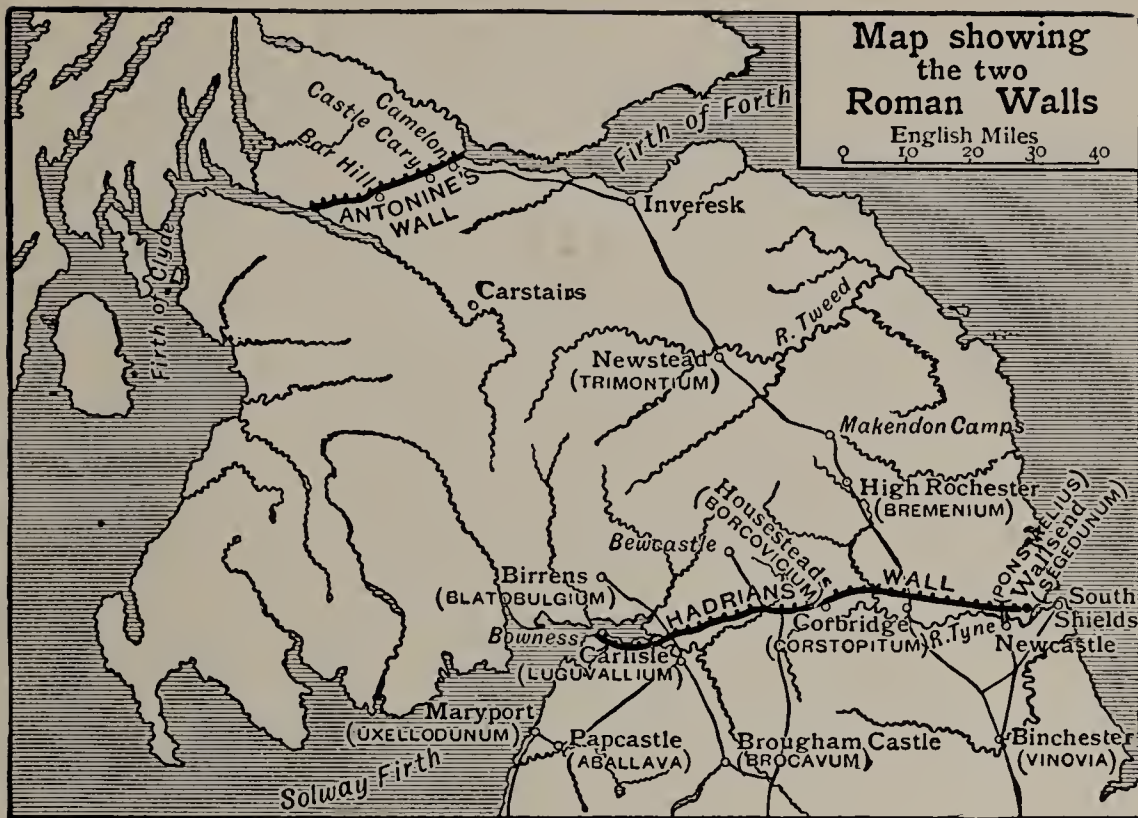 Map showing
the two
Roman Walls
English Miles
0 10 20 30 40
Firth of Forth
Camelon
Castle Cary
Bar Hill
ANTONINE'S
WALL
Inveresk
Firth of Clyde
Carstairs
R. Tweed
Newstead
(TRIMONTIUM)
Makendon Camps
High Rochester
(BREMENIUM)
Housesteads
(BORCOVICIUM)
Bewcastle
Birrens
(BLATOBULGIUM)
HADRIANS WALL
(PONS AELIUS)
Wallsend
(SEGEDUNUM)
South
Shields
Bowness
Corbridge
(CORSTOPITUM)
R. Tyne
Newcastle
Carlisle
(LUGUVALLIUM)
Maryport
(UXELLODUNUM)
Papcastle
(ABALLAVA)
Brougham Castle
(BROCAVUM)
Binchester
(VINOVIA)
Solway Firth